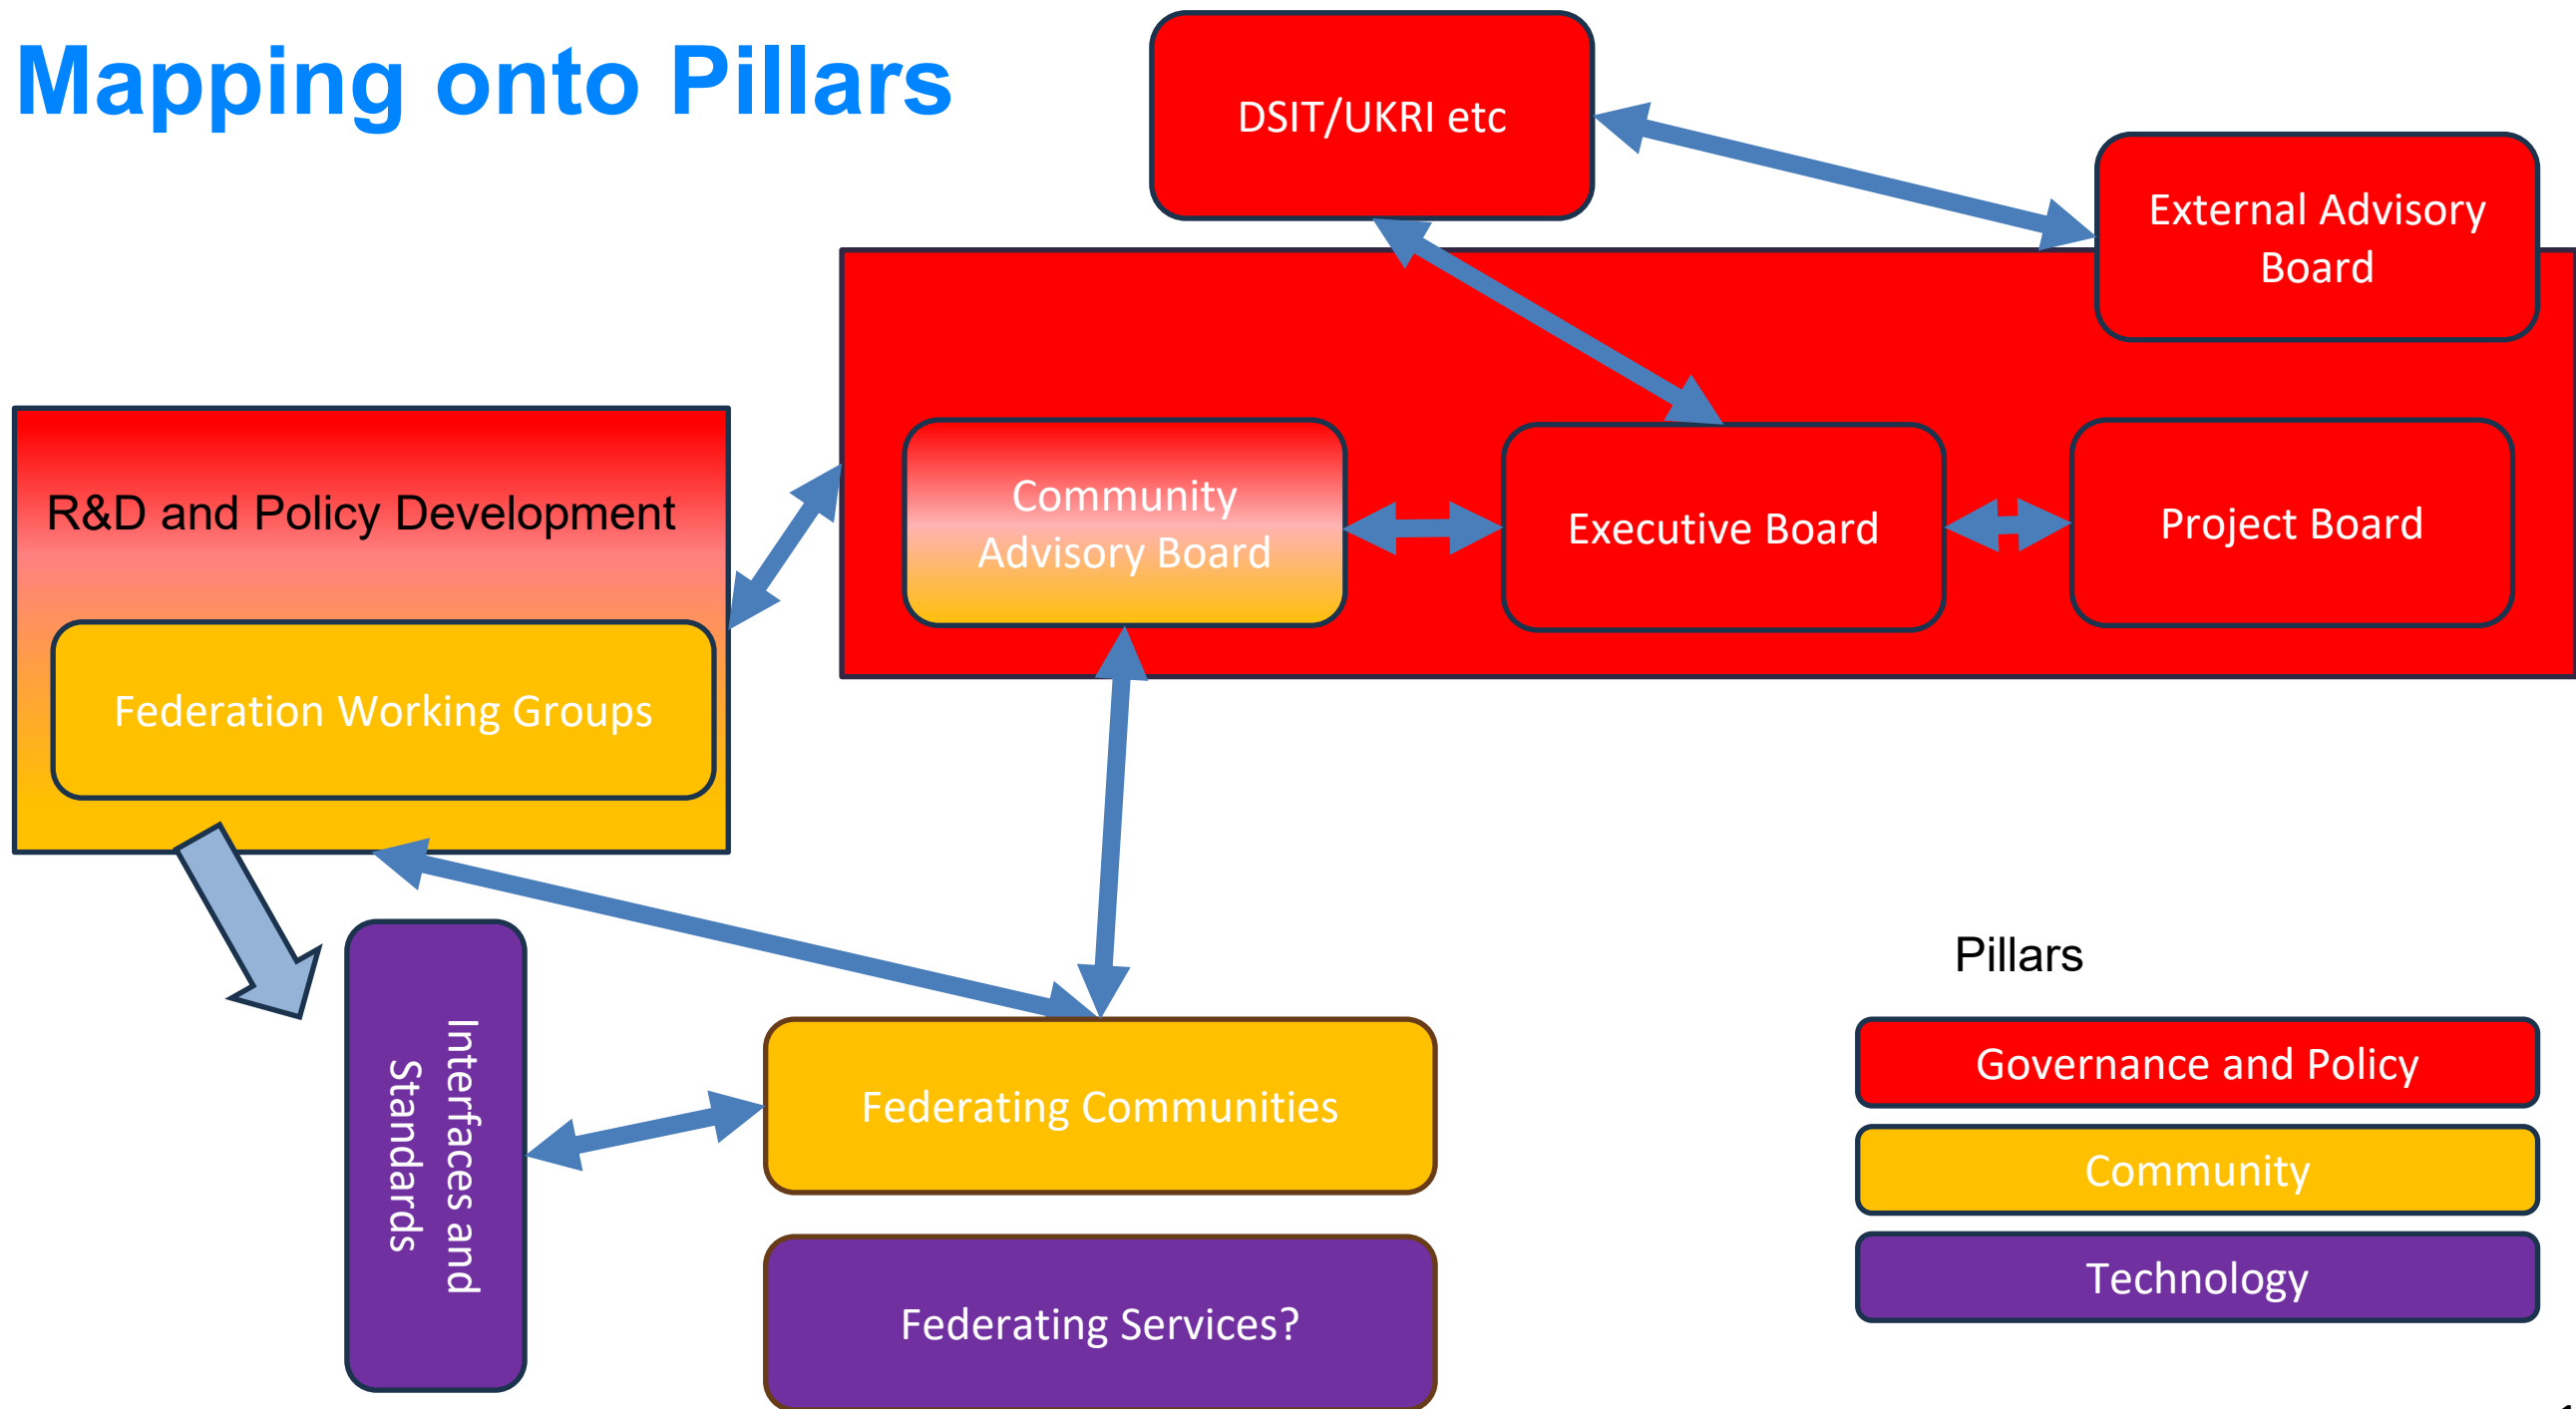 Mapping onto Pillars
DSIT/UKRI etc
External Advisory
Board
R&D and Policy Development
Community
Advisory Board
Executive Board
Project Board
Federation Working Groups
Interfaces and
Standards
Federating Communities
Federating Services?
Pillars
Governance and Policy
Community
Technology